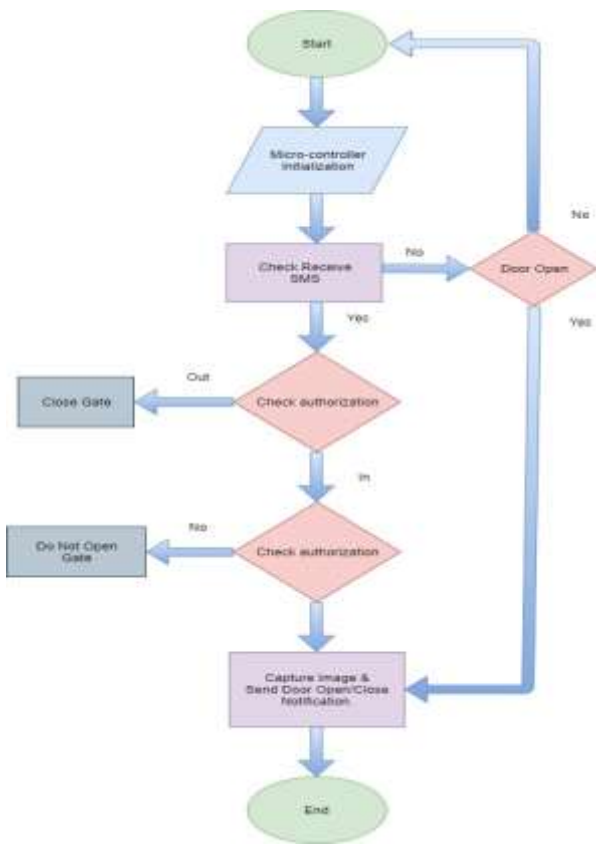 Start
Micro-controller
Initialization
No
Check Receive
SMS
No
Door Open
Yes
Yes
Out
Close Gate
Check authorization
In
No
Do Not Open
Gate
Check authorization
Capture Image &
Send Door Open/Close
Notification
End